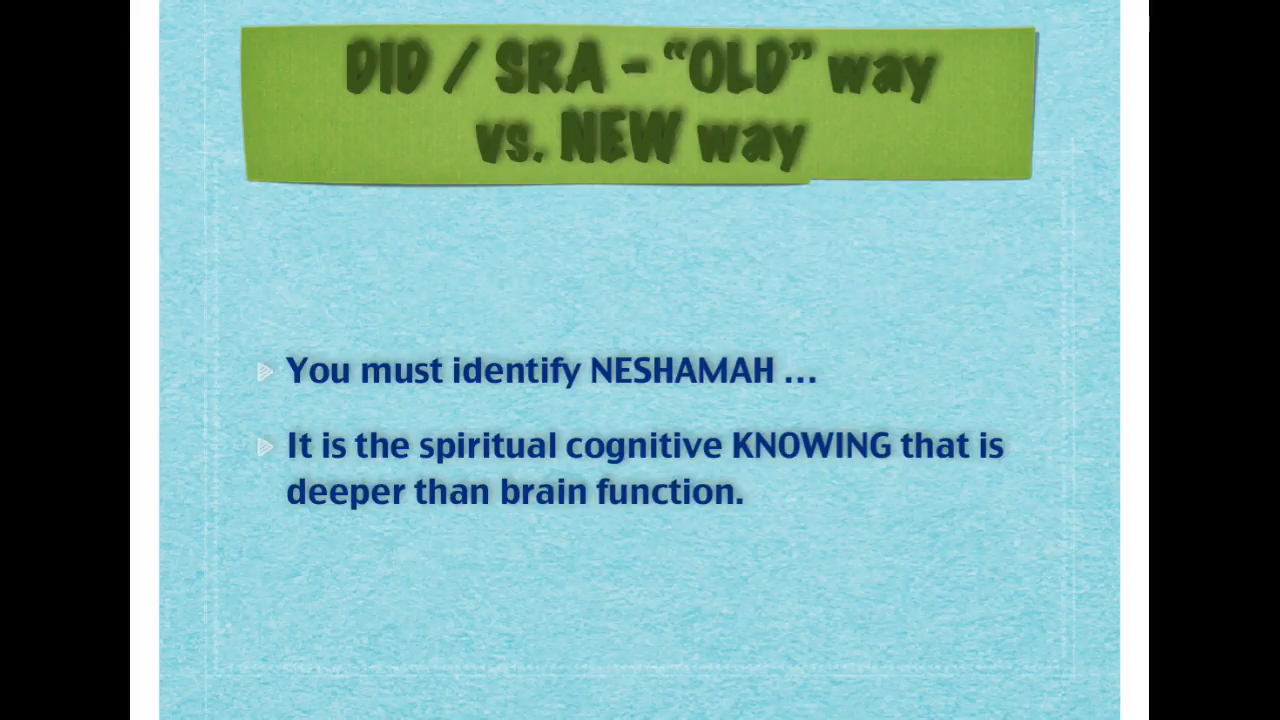 DID / SRA - “OLD” way
vs. NEW way
You must identify NESHAMAH ...
It is the spiritual cognitive KNOWING that is
deeper than brain function.